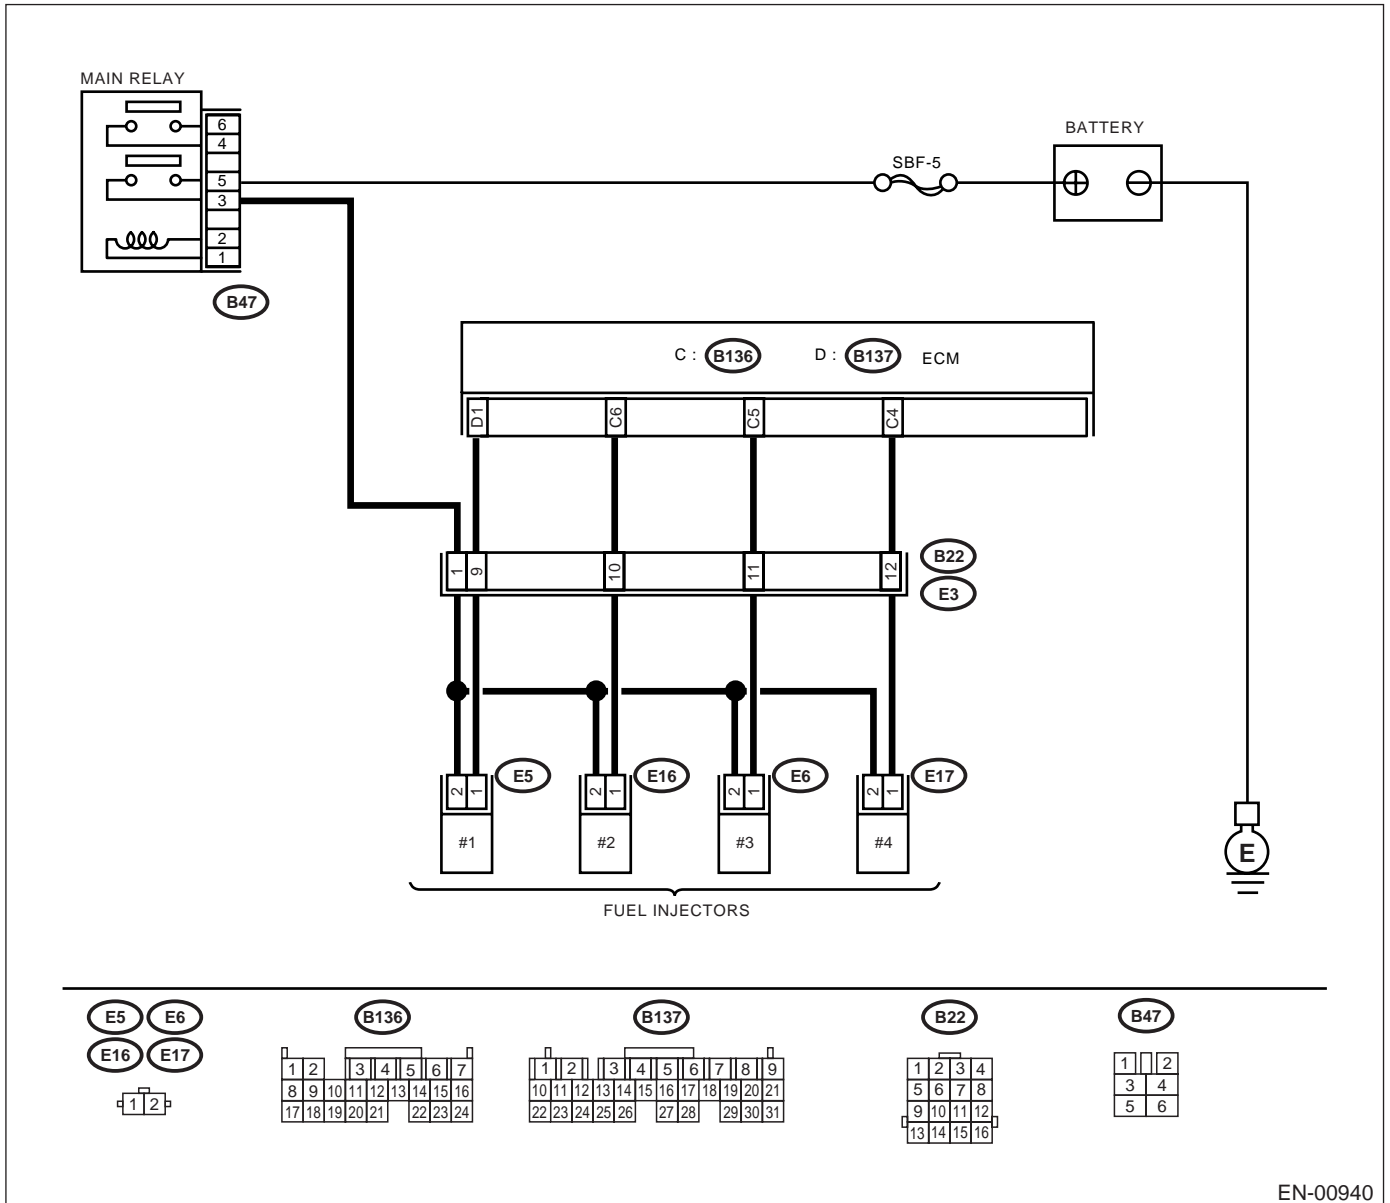 MAIN RELAY
6
4
5
3
2
1
B47
SBF-5
BATTERY
C : B136 D : B137 ECM
D1 C6 C5 C4
1 9 10 11 12
B22
E3
2 1 E5 2 1 E16 2 1 E6 2 1 E17
#1 #2 #3 #4
E
FUEL INJECTORS
E5 E6
E16 E17
1 2
B136
1 2 3 4 5 6 7
8 9 10 11 12 13 14 15 16
17 18 19 20 21 22 23 24
B137
1 2 3 4 5 6 7 8 9
10 11 12 13 14 15 16 17 18 19 20 21
22 23 24 25 26 27 28 29 30 31
B22
1 2 3 4
5 6 7 8
9 10 11 12
13 14 15 16
B47
1 2
3 4
5 6
EN-00940